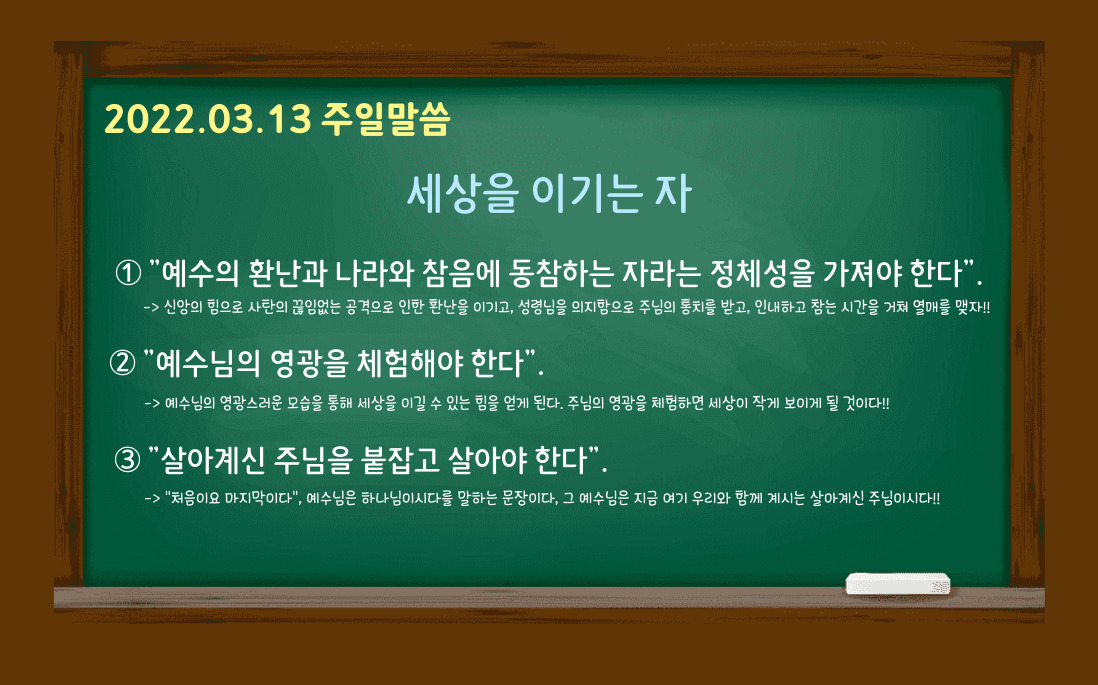 2022.03.13 주일말씀
세상을 이기는 자
① "예수의 환난과 나라와 참음에 동참하는 자라는 정체성을 가져야 한다".
-> 신앙의 힘으로 사탄의 끊임없는 공격으로 인한 환난을 이기고, 성령님을 의지함으로 주님의 통치를 받고, 인내하고 참는 시간을 거쳐 열매를 맺자!!
② "예수님의 영광을 체험해야 한다".
-> 예수님의 영광스러운 모습을 통해 세상을 이길 수 있는 힘을 얻게 된다. 주님의 영광을 체험하면 세상이 작게 보이게 될 것이다!!
③ "살아계신 주님을 붙잡고 살아야 한다".
-> "처음이요 마지막이다", 예수님은 하나님이시다를 말하는 문장이다, 그 예수님은 지금 여기 우리와 함께 계시는 살아계신 주님이시다!!